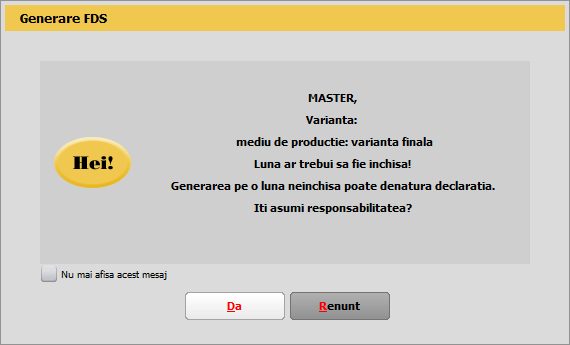 Generare FDS
MASTER,
Varianta:
mediu de productie: varianta finala
Hei!
Luna ar trebui sa fie inchisa!
Generarea pe o luna neinchisa poate denatura declaratia.
Iti asumi responsabilitatea?
Nu mai afisa acest mesaj
Da
Renunt